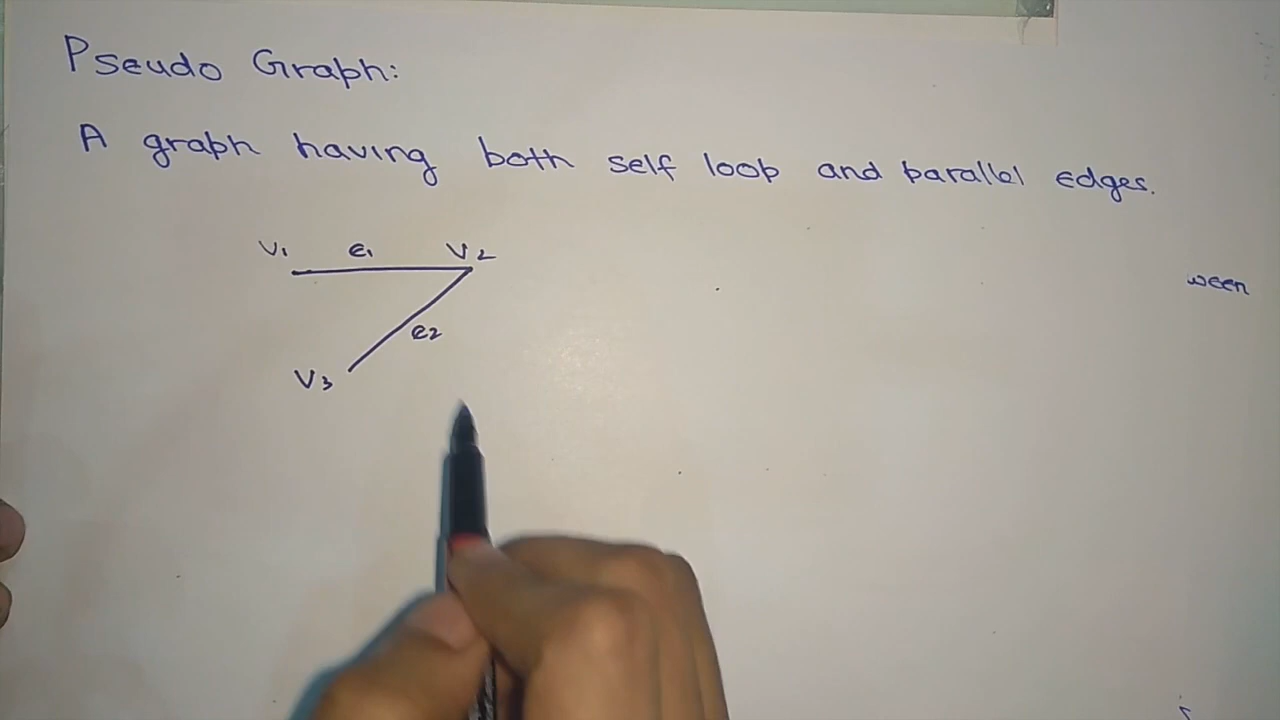 Pseudo Graph:
A graph having both self loop and parallel edges.
V1 e1 V2
ween
e2
V3